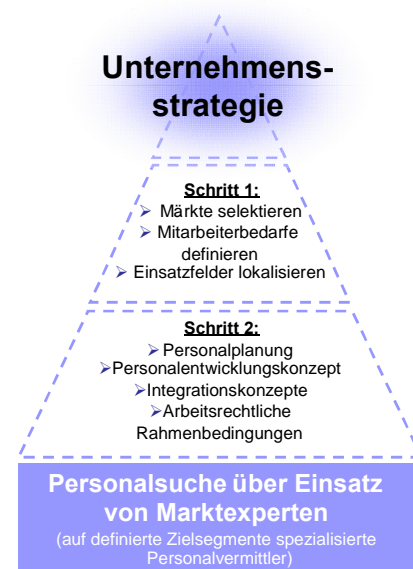 Unternehmens-
strategie
Schritt 1:
➢ Märkte selektieren
➢ Mitarbeiterbedarfe
definieren
➢ Einsatzfelder lokalisieren
Schritt 2:
➢Personalplanung
➢Personalentwicklungskonzept
➢Integrationskonzepte
➢Arbeitsrechtliche
Rahmenbedingungen
Personalsuche über Einsatz
von Marktexperten
(auf definierte Zielsegmente spezialisierte
Personalvermittler)